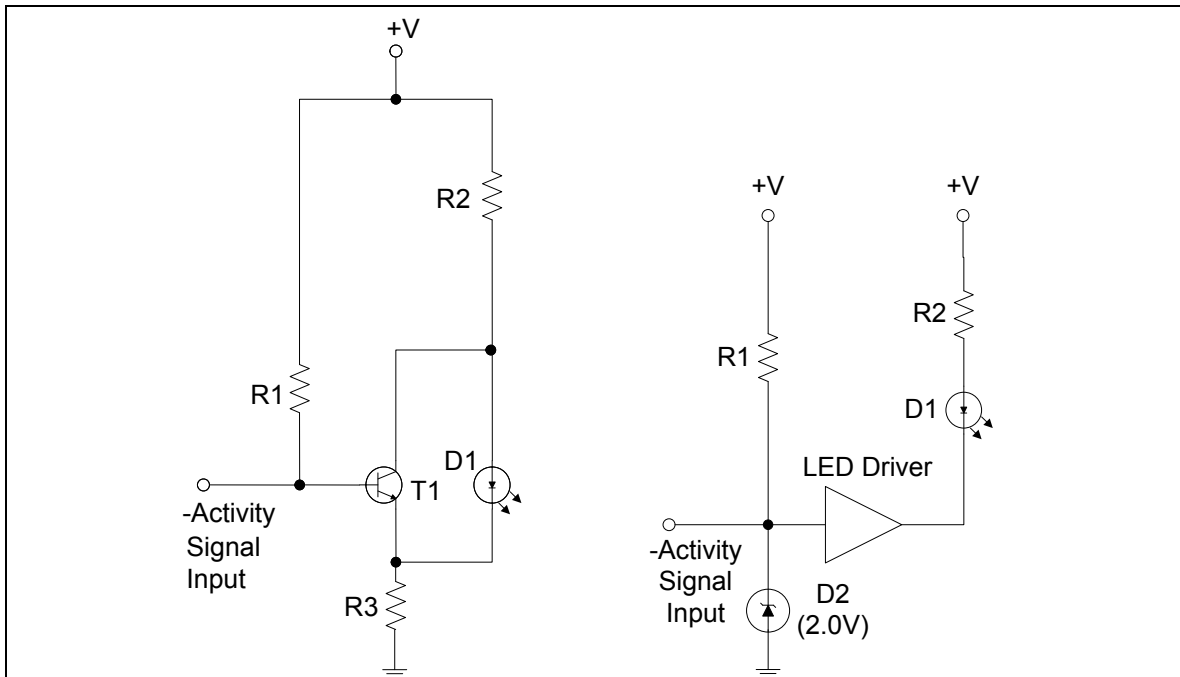 +V
R2
R1
D1
T1
-Activity
Signal
Input
R3
+V
+V
R2
R1
D1
LED Driver
-Activity
Signal
Input
D2
(2.0V)